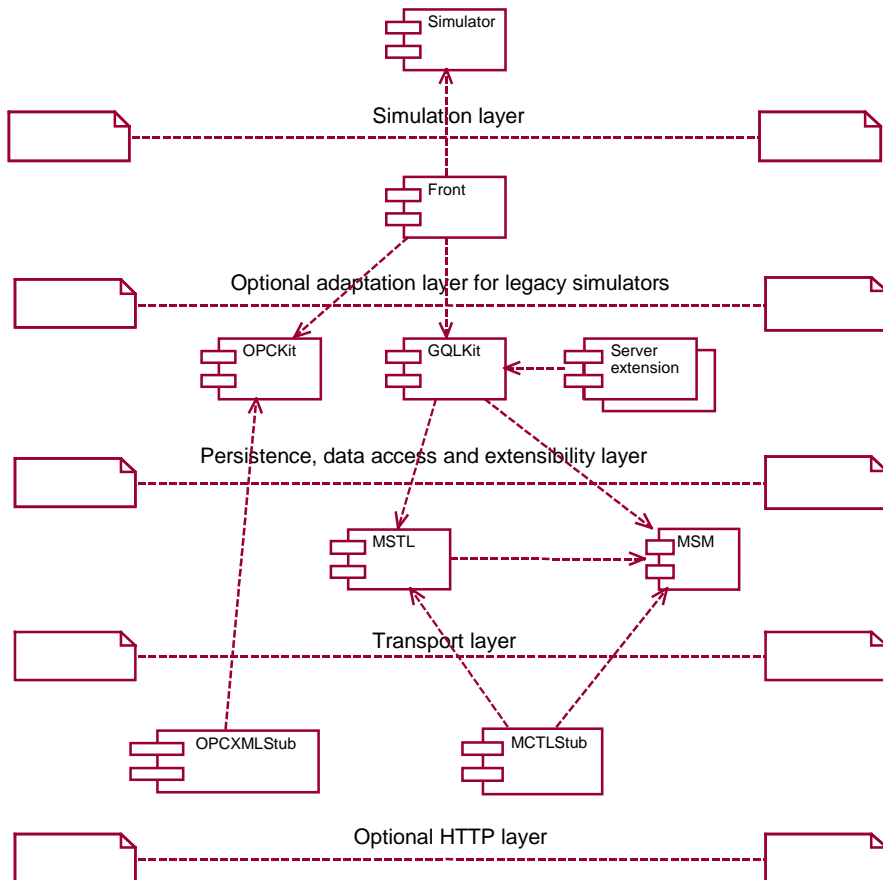 Simulator
Simulation layer
Front
Optional adaptation layer for legacy simulators
OPCKit
GQLKit
Server
extension
Persistence, data access and extensibility layer
MSTL
MSM
Transport layer
OPCXMLStub
MCTLStub
Optional HTTP layer